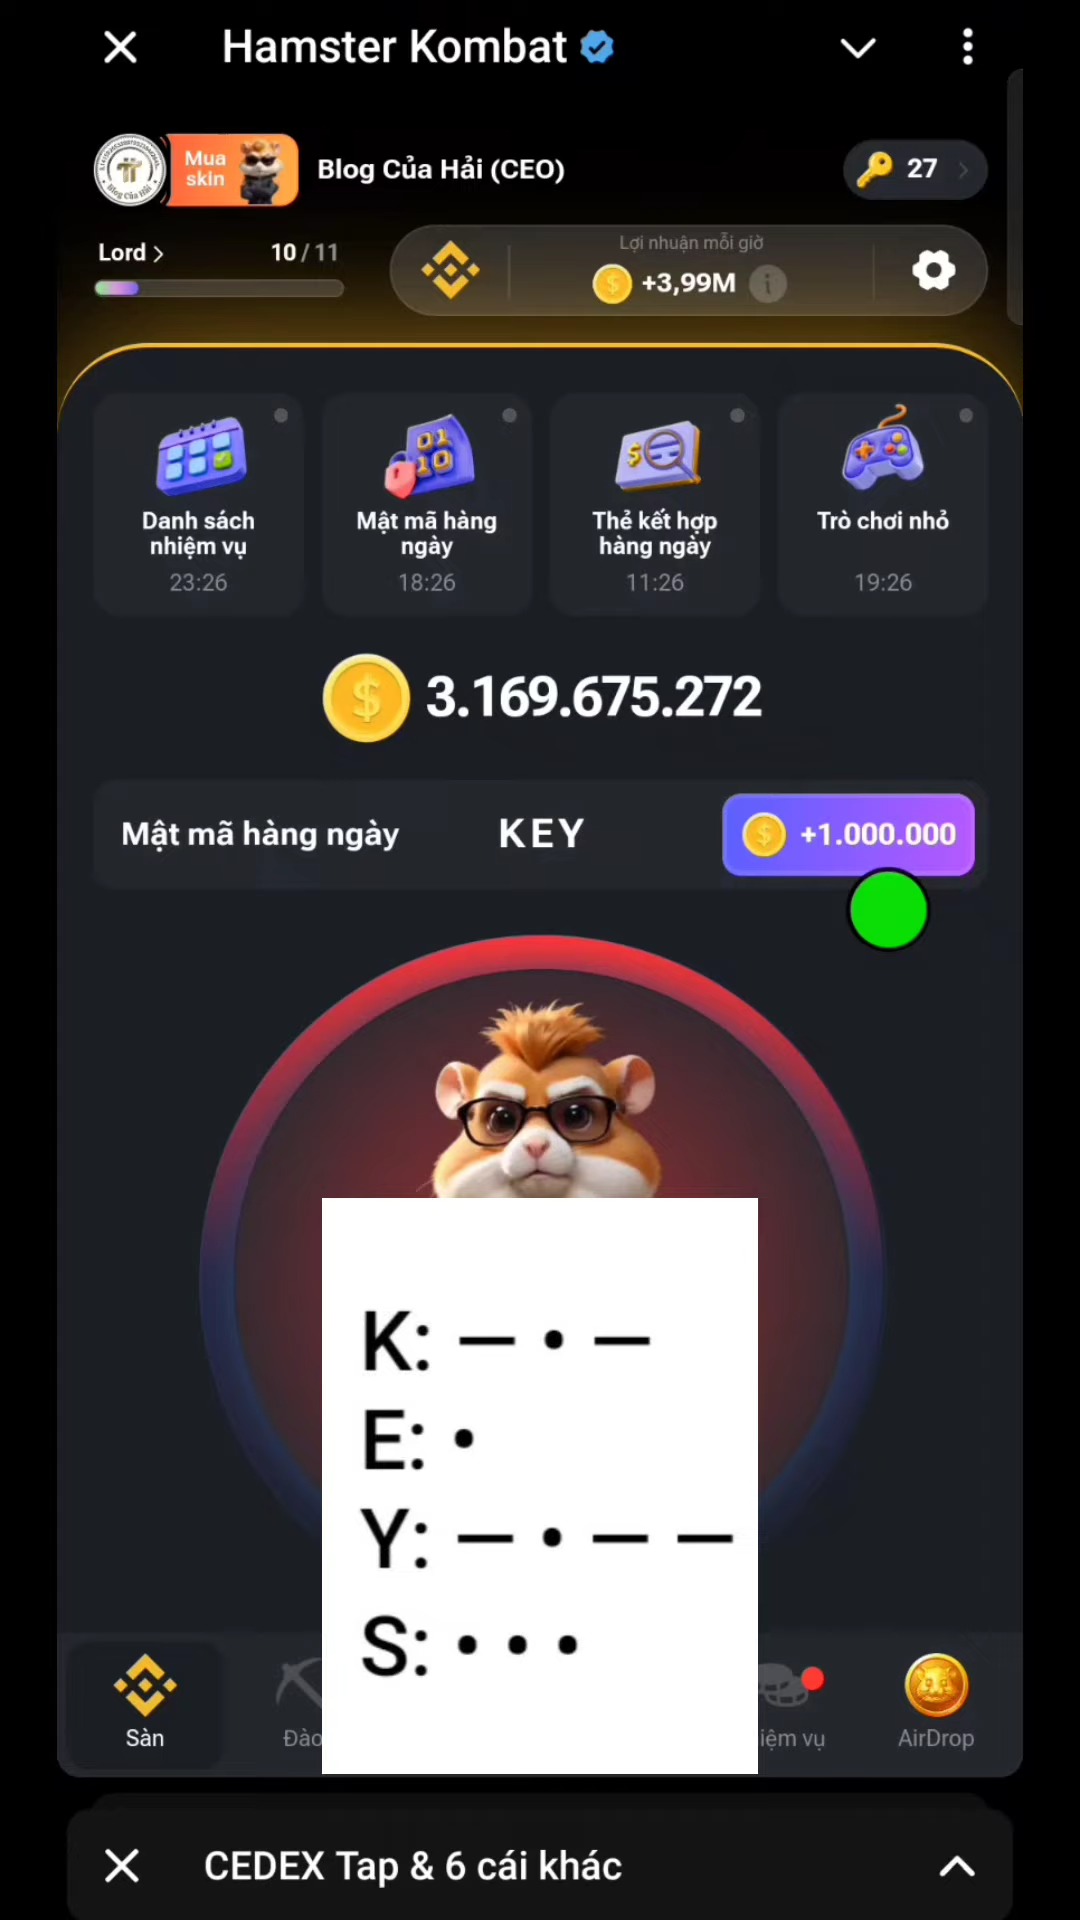 Hamster Kombat
Mua
skin
Blog Của Hải (CEO)
27
Lord
10/11
Lợi nhuận mỗi giờ
+3,99M
Danh sách
nhiệm vụ
23:26
Mật mã hàng
ngày
18:26
Thẻ kết hợp
hàng ngày
11:26
Trò chơi nhỏ
19:26
3.169.675.272
Mật mã hàng ngày
KEY
+1.000.000
K: — • —
E: •
Y: — • — —
S: • • •
Sàn
Đào
iệm vụ
AirDrop
CEDEX Tap & 6 cái khác